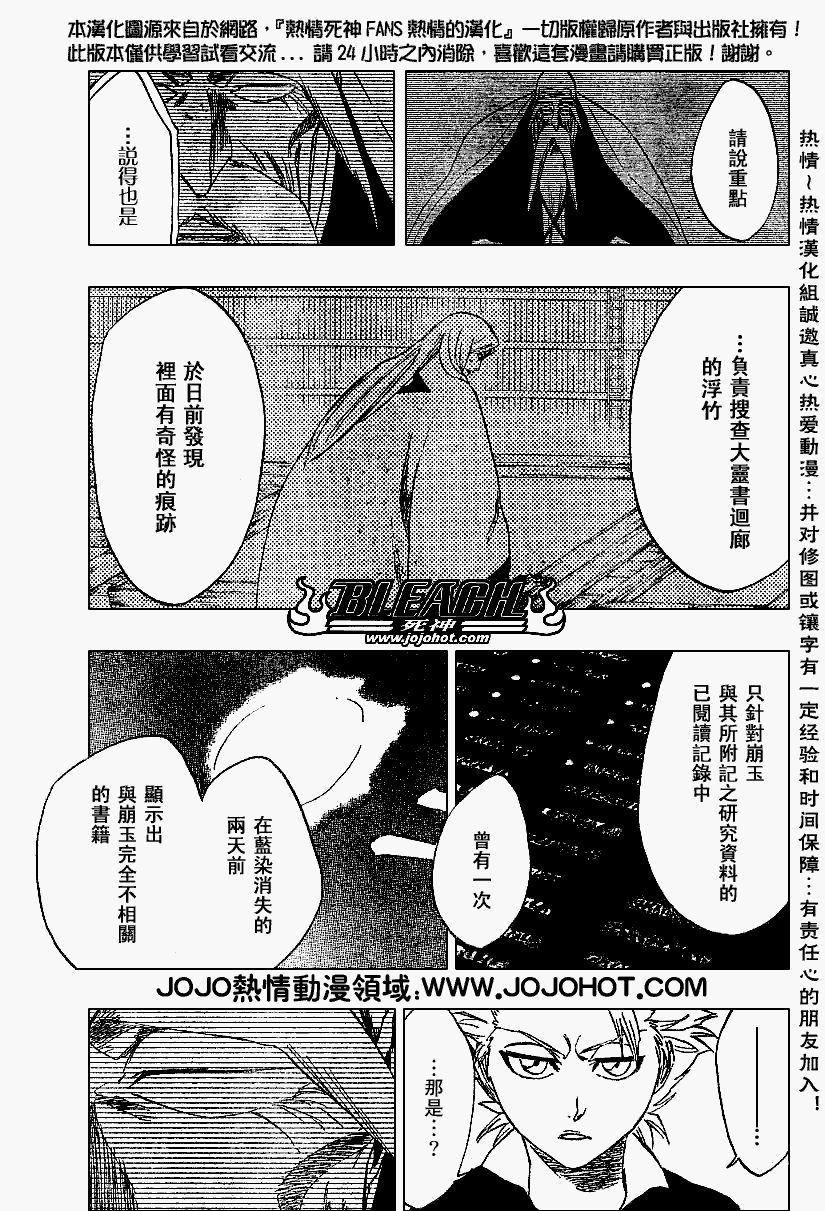 本漢化圖源來自於網路,『熱情死神 FANS 熱情的漢化』一切版權歸原作者與出版社擁有!
此版本僅供學習試看交流... 請 24 小時之內消除,喜歡這套漫畫請購買正版!謝謝。
热情~热情漢化組誠邀真心热爱動漫…并对修图或镶字有一定经验和时间保障…有责任心的朋友加入!
請說重點
…說得也是
…負責搜查大靈書迴廊
的浮竹
於日前發現
裡面有奇怪的痕跡
BLEACH
死神
www.jojohot.com
只針對崩玉
與其所附記之研究資料的
已閱讀記錄中
曾有一次
在藍染消失的
兩天前
顯示出
與崩玉完全不相關
的書籍
JOJO熱情動漫領域:WWW.JOJOHOT.COM
——…
…那是…?